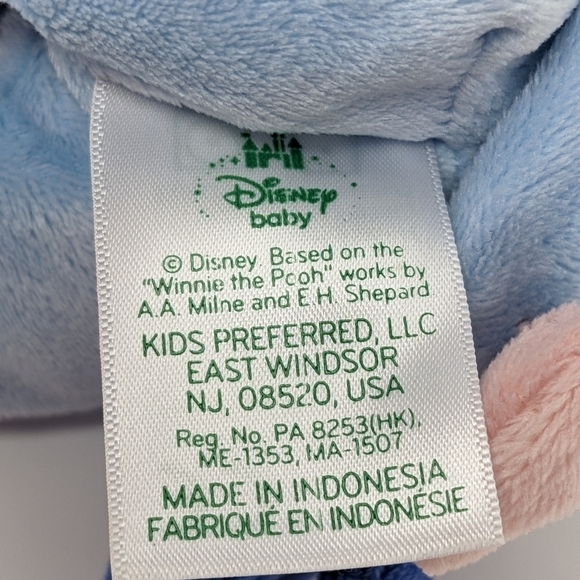 Disney
baby
© Disney. Based on the
"Winnie the Pooh" works by
A.A. Milne and E.H. Shepard
KIDS PREFERRED, LLC
EAST WINDSOR
NJ, 08520, USA
Reg. No. PA 8253(HK),
ME-1353, MA-1507
MADE IN INDONESIA
FABRIQUÉ EN INDONÉSIE